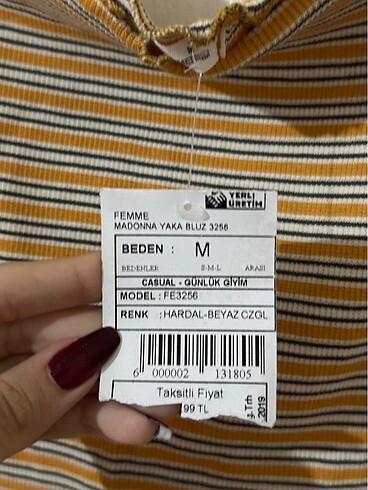 YERLİ
ÜRETİM
FEMME
MADONNA YAKA BLUZ 3256
BEDEN : M
BEDENLER S-M-L ARASI
CASUAL - GÜNLÜK GİYİM
MODEL : FE3256
RENK : HARDAL-BEYAZ CZGL.
6 000002 131805
Taksitli Fiyat
99 TL
.Trh
.2019